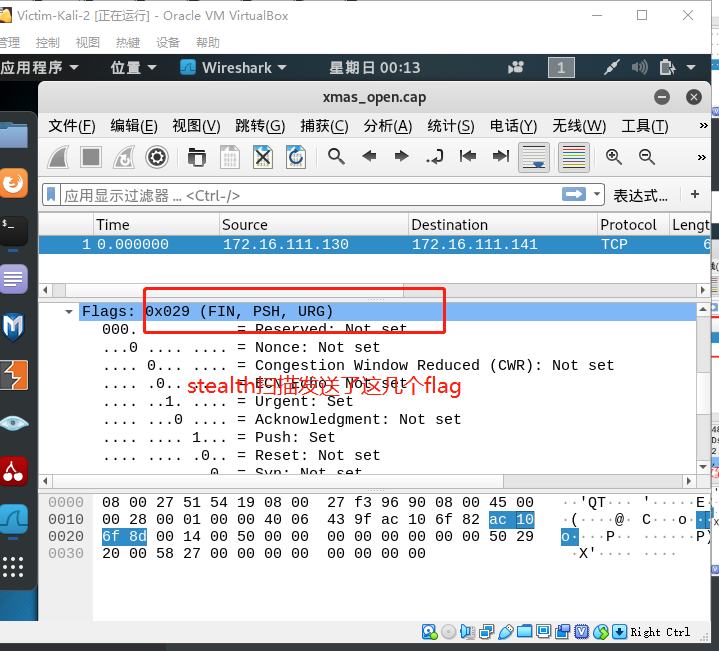 Victim-Kali-2 [正在运行] - Oracle VM VirtualBox
管理 控制 视图 热键 设备 帮助
应用程序 位置 Wireshark 星期日 00:13 1
xmas_open.cap
文件(F) 编辑(E) 视图(V) 跳转(G) 捕获(C) 分析(A) 统计(S) 电话(Y) 无线(W) 工具(T) »
应用显示过滤器 … <Ctrl-/> 表达式… +
Time Source Destination Protocol Lengt
1 0.000000 172.16.111.130 172.16.111.141 TCP 6
Flags: 0x029 (FIN, PSH, URG)
000. .... .... = Reserved: Not set
...0 .... .... = Nonce: Not set
.... 0... .... = Congestion Window Reduced (CWR): Not set
.... .0.. .... = ECN-Echo: Not set
stealth扫描发送了这几个flag
.... ..1. .... = Urgent: Set
.... ...0 .... = Acknowledgment: Not set
.... .... 1... = Push: Set
.... .... .0.. = Reset: Not set
.... .... ..0. = Syn: Not set
0000 08 00 27 51 54 19 08 00 27 f3 96 90 08 00 45 00 ··'QT··· '·····E·
0010 00 28 00 01 00 00 40 06 43 9f ac 10 6f 82 ac 10 ·(····@· C···o···
0020 6f 8d 00 14 00 50 00 00 00 00 00 00 00 00 50 29 o····P·· ······P)
0030 20 00 58 27 00 00 00 00 00 00 00 00 ·X'···· ····
Right Ctrl